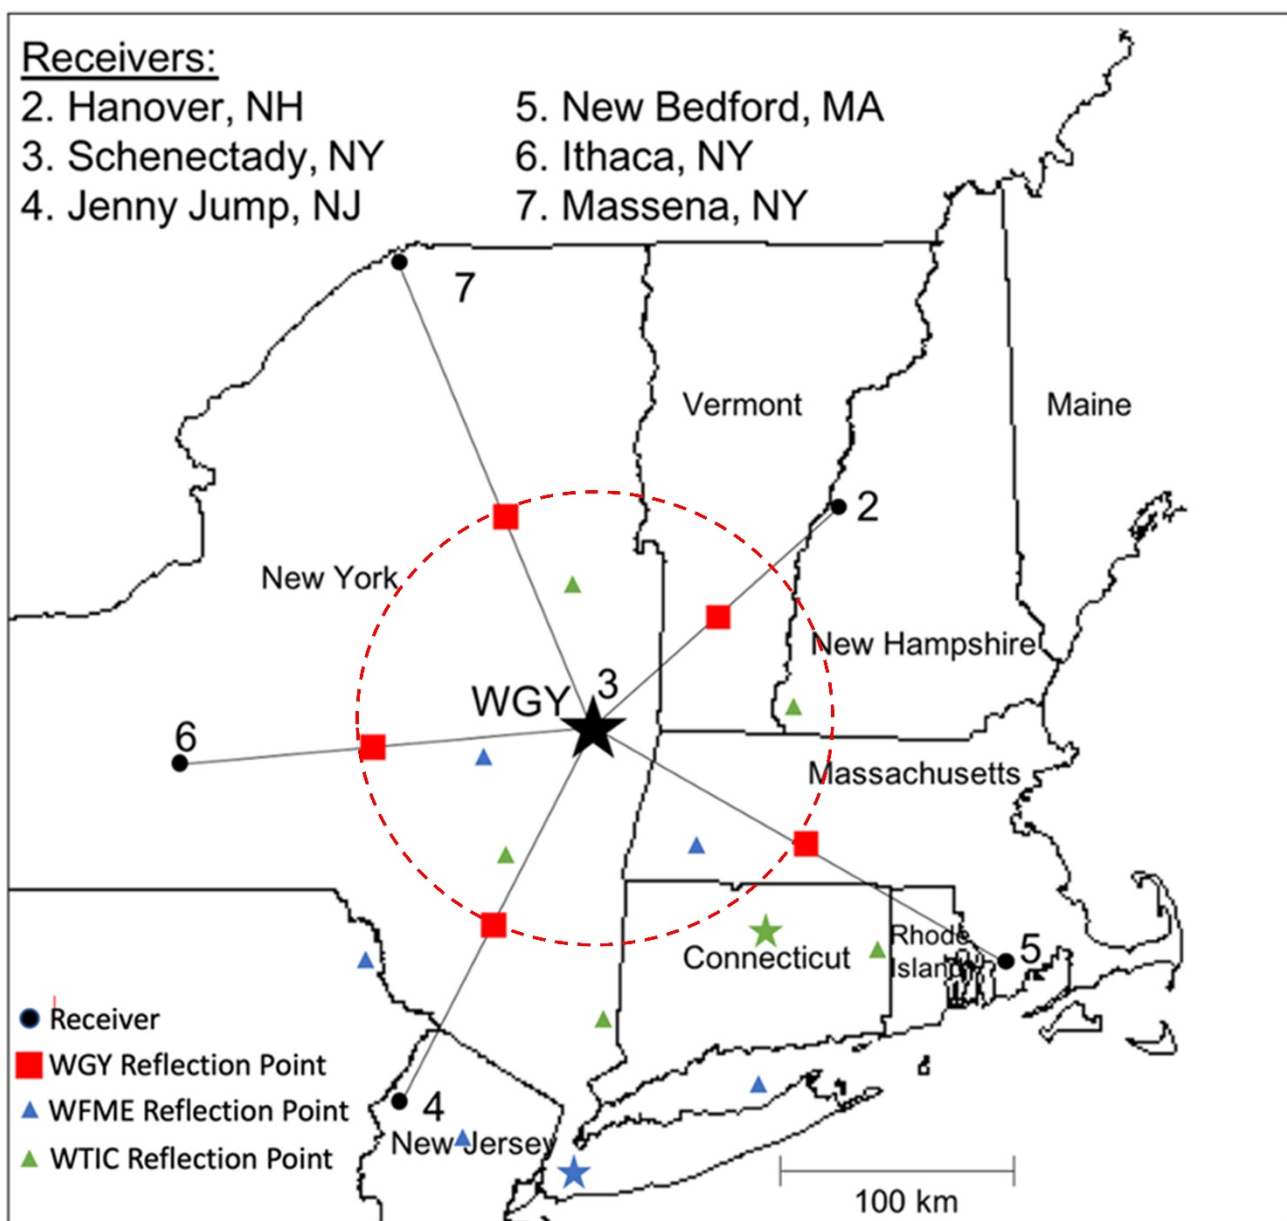 Receivers:
2. Hanover, NH
3. Schenectady, NY
4. Jenny Jump, NJ
5. New Bedford, MA
6. Ithaca, NY
7. Massena, NY
7
Vermont
Maine
2
New York
New Hampshire
3
WGY
6
Massachusetts
Rhode
Island
5
Connecticut
4
New Jersey
Receiver
WGY Reflection Point
WFME Reflection Point
WTIC Reflection Point
100 km